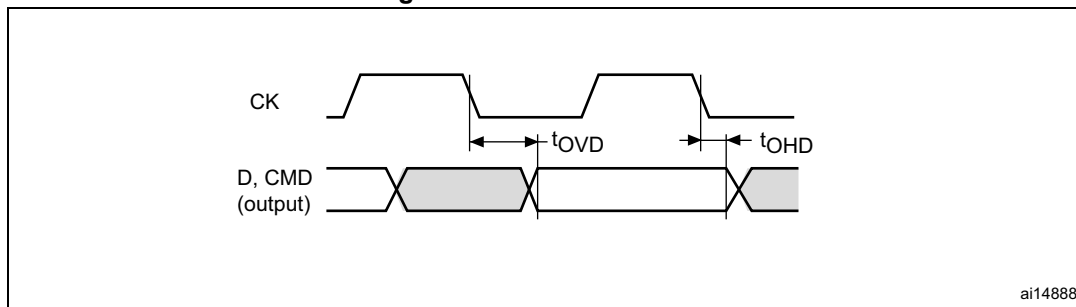 CK
tOVD
tOHD
D, CMD
(output)
ai14888